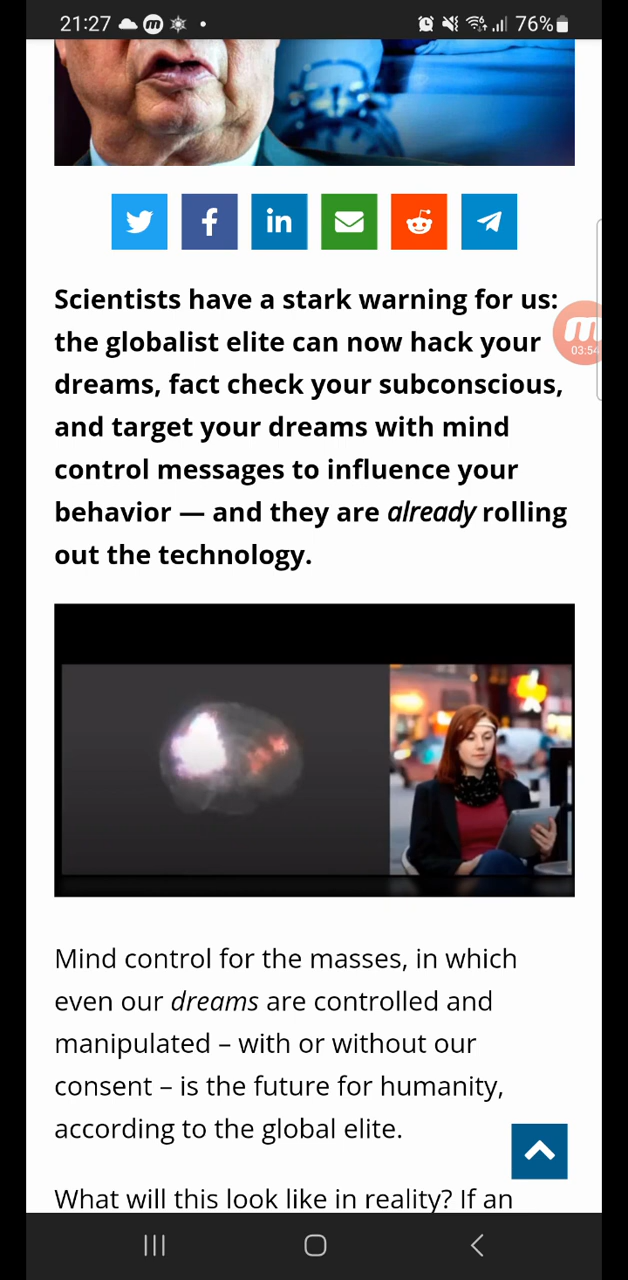 21:27
76%
in
Scientists have a stark warning for us:
the globalist elite can now hack your
03:54
dreams, fact check your subconscious,
and target your dreams with mind
control messages to influence your
behavior — and they are already rolling
out the technology.
Mind control for the masses, in which
even our dreams are controlled and
manipulated – with or without our
consent – is the future for humanity,
according to the global elite.
What will this look like in reality? If an